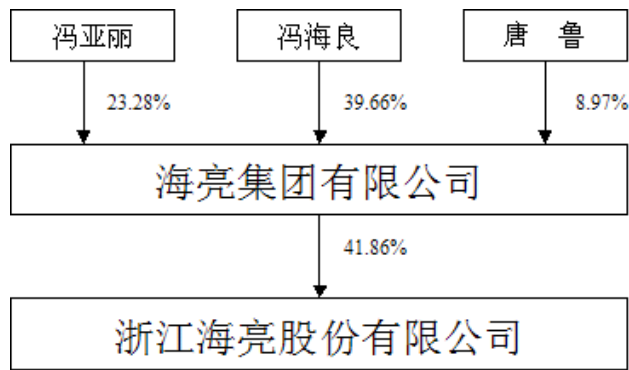 冯亚丽
冯海良
唐 鲁
23.28%
39.66%
8.97%
海亮集团有限公司
41.86%
浙江海亮股份有限公司